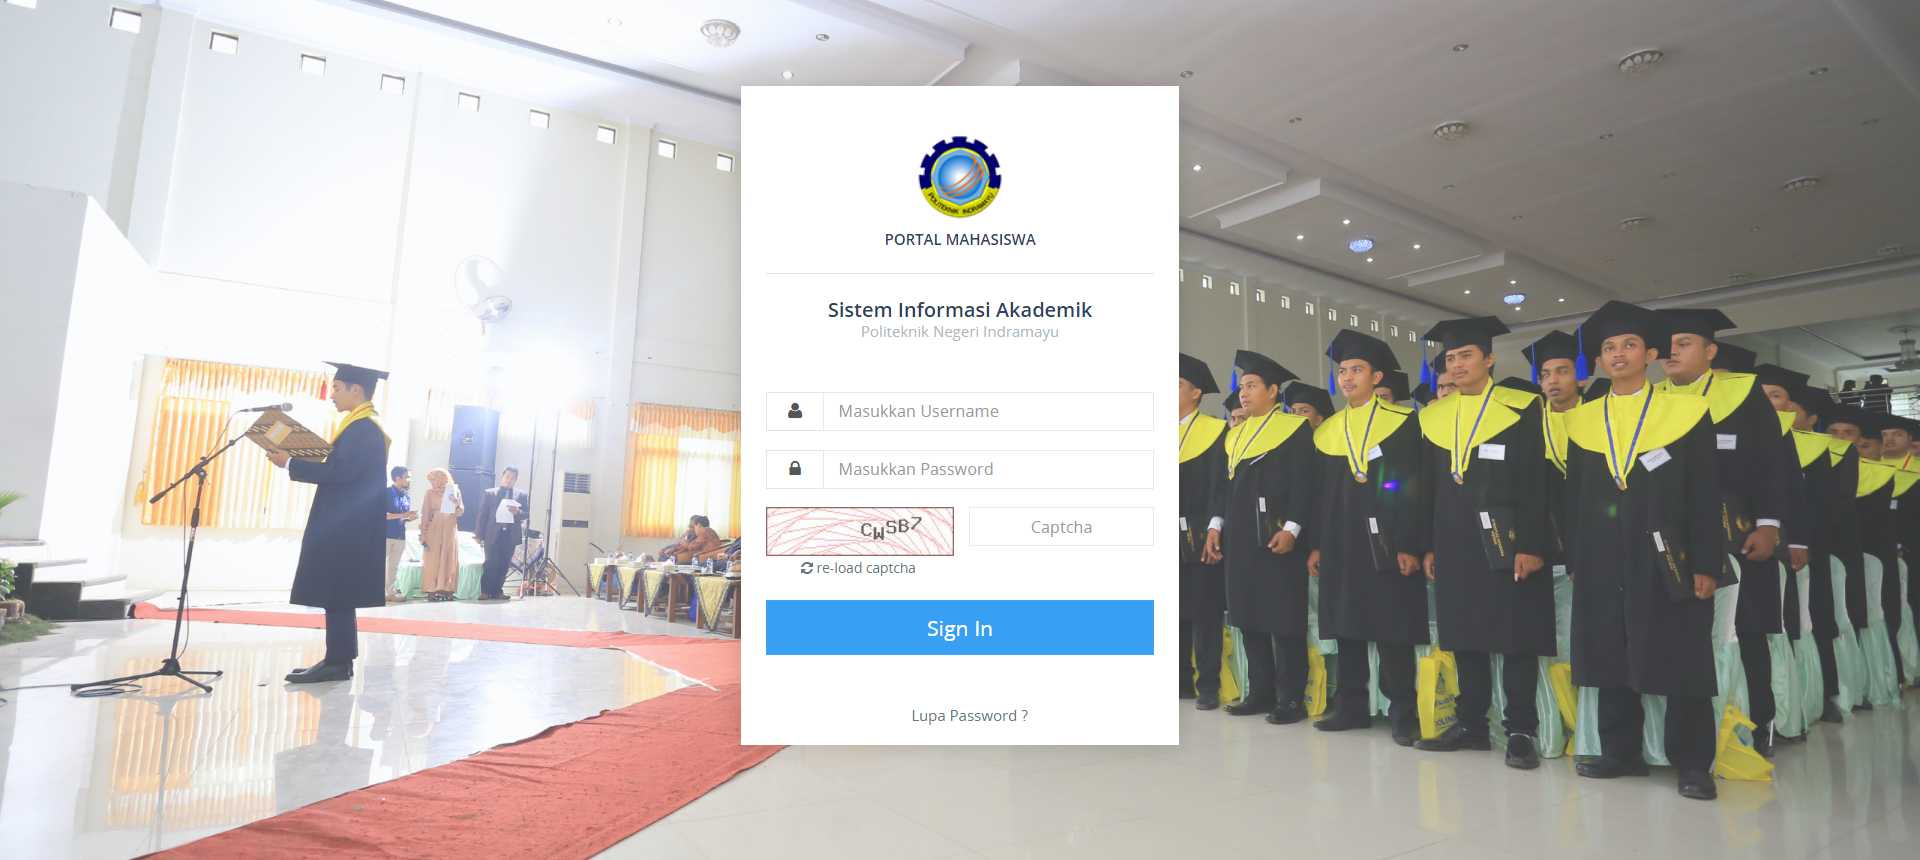 POLITEKNIK INDRAMAYU
PORTAL MAHASISWA
Sistem Informasi Akademik
Politeknik Negeri Indramayu
Masukkan Username
Masukkan Password
CWSB7
Captcha
re-load captcha
Sign In
Lupa Password ?